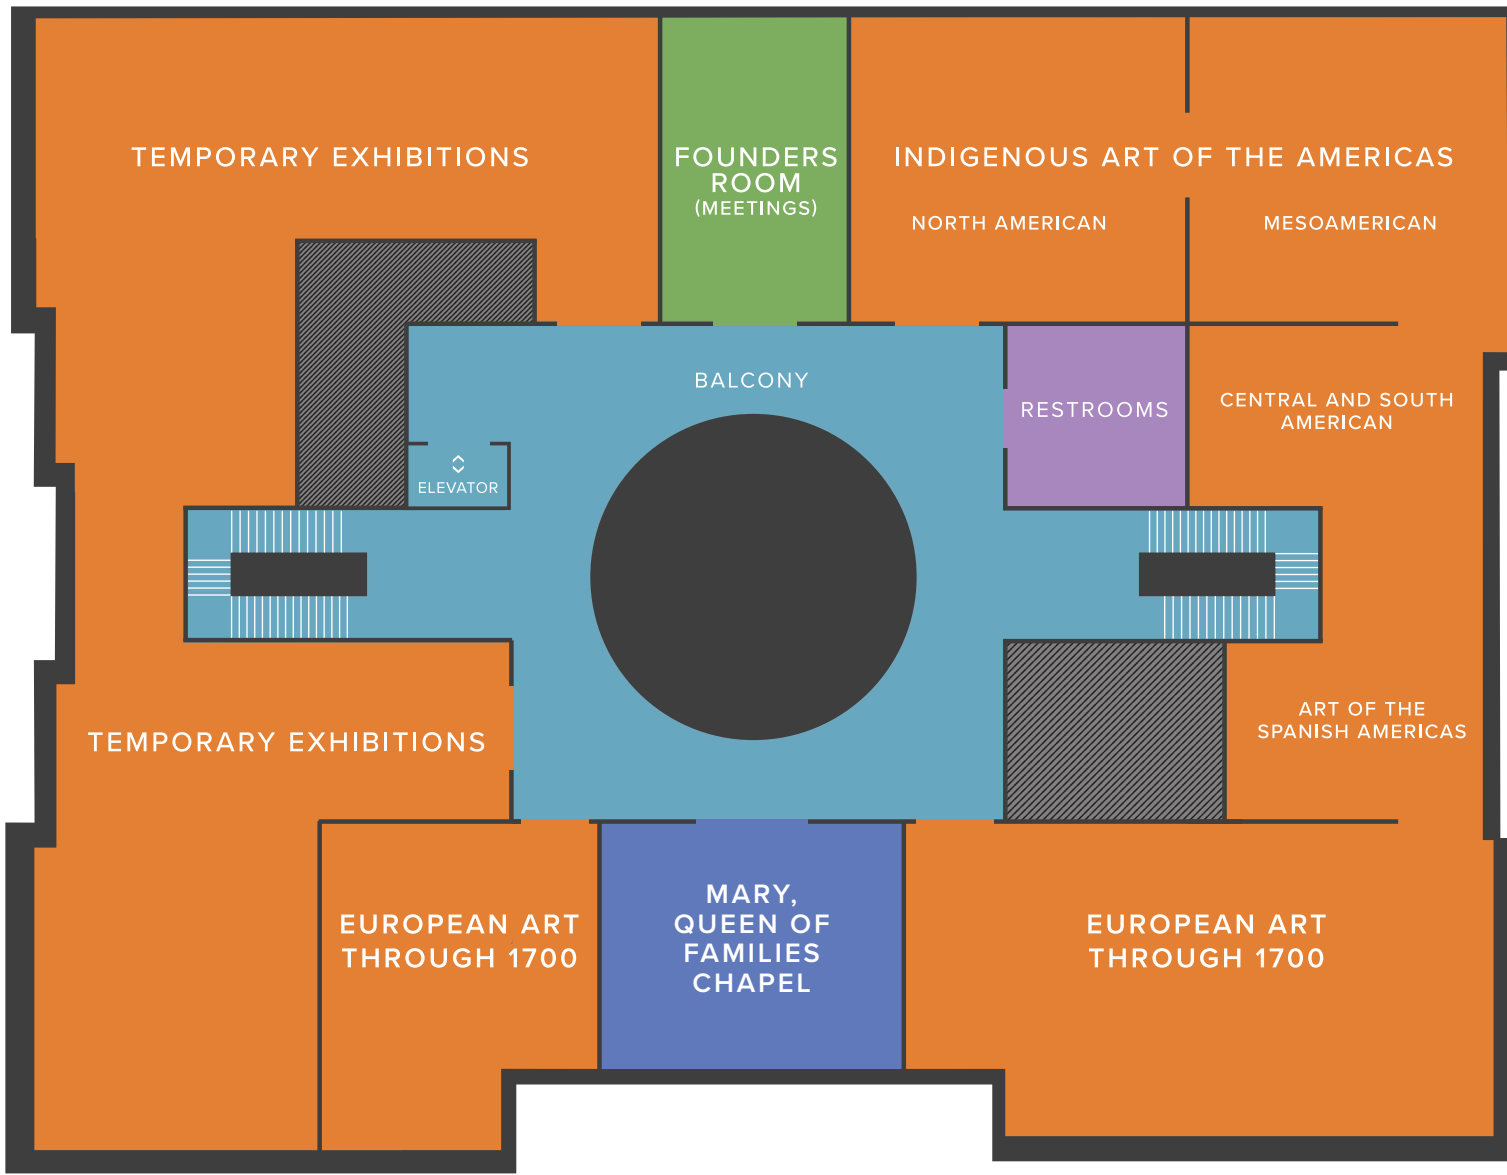 TEMPORARY EXHIBITIONS
FOUNDERS
ROOM
(MEETINGS)
INDIGENOUS ART OF THE AMERICAS
NORTH AMERICAN
MESOAMERICAN
BALCONY
RESTROOMS
CENTRAL AND SOUTH
AMERICAN
ELEVATOR
TEMPORARY EXHIBITIONS
ART OF THE
SPANISH AMERICAS
EUROPEAN ART
THROUGH 1700
MARY,
QUEEN OF
FAMILIES
CHAPEL
EUROPEAN ART
THROUGH 1700